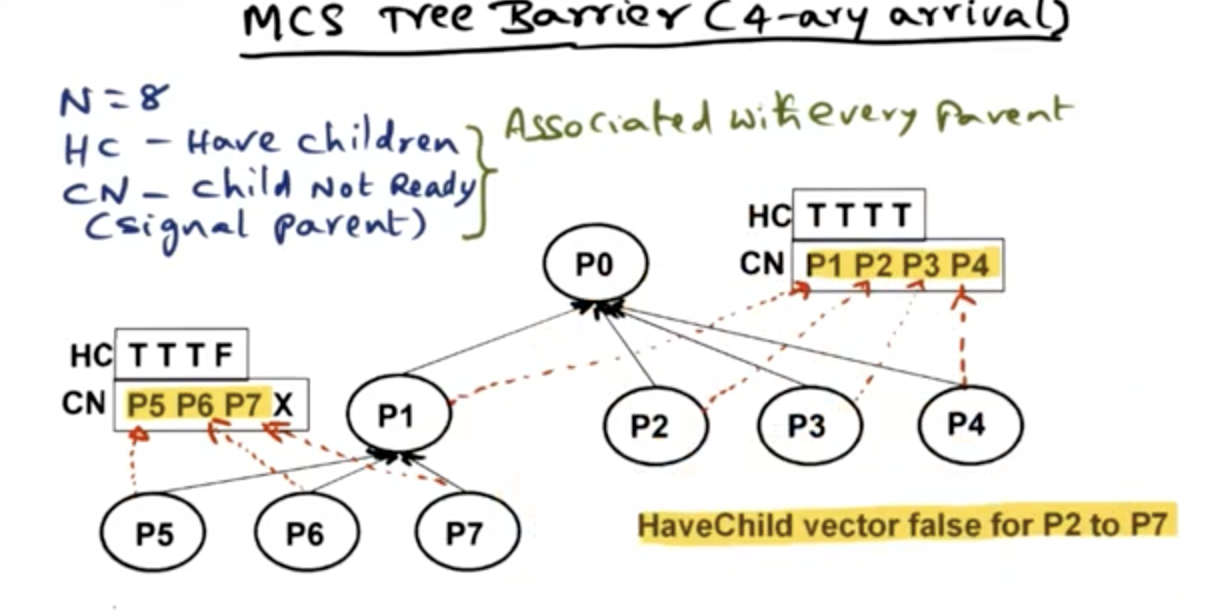 MCS Tree Barrier (4-ary arrival)
N=8
HC - Have children
CN - Child Not Ready
(signal parent)
Associated with every parent
HC T T T T
CN P1 P2 P3 P4
P0
HC T T T F
CN P5 P6 P7 X
P1
P2
P3
P4
P5
P6
P7
HaveChild vector false for P2 to P7